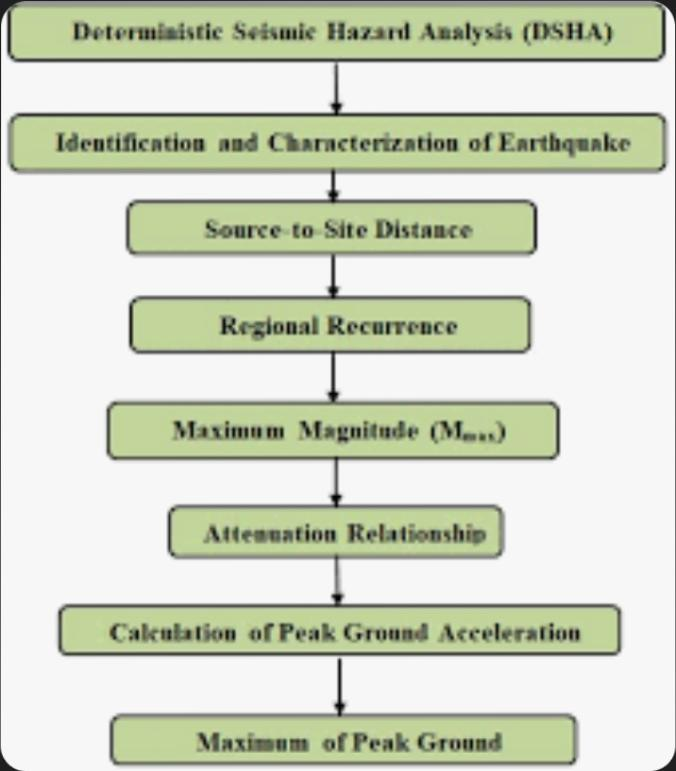 Deterministic Seismic Hazard Analysis (DSHA)
Identification and Characterization of Earthquake
Source-to-Site Distance
Regional Recurrence
Maximum Magnitude (Mmax)
Attenuation Relationship
Calculation of Peak Ground Acceleration
Maximum of Peak Ground